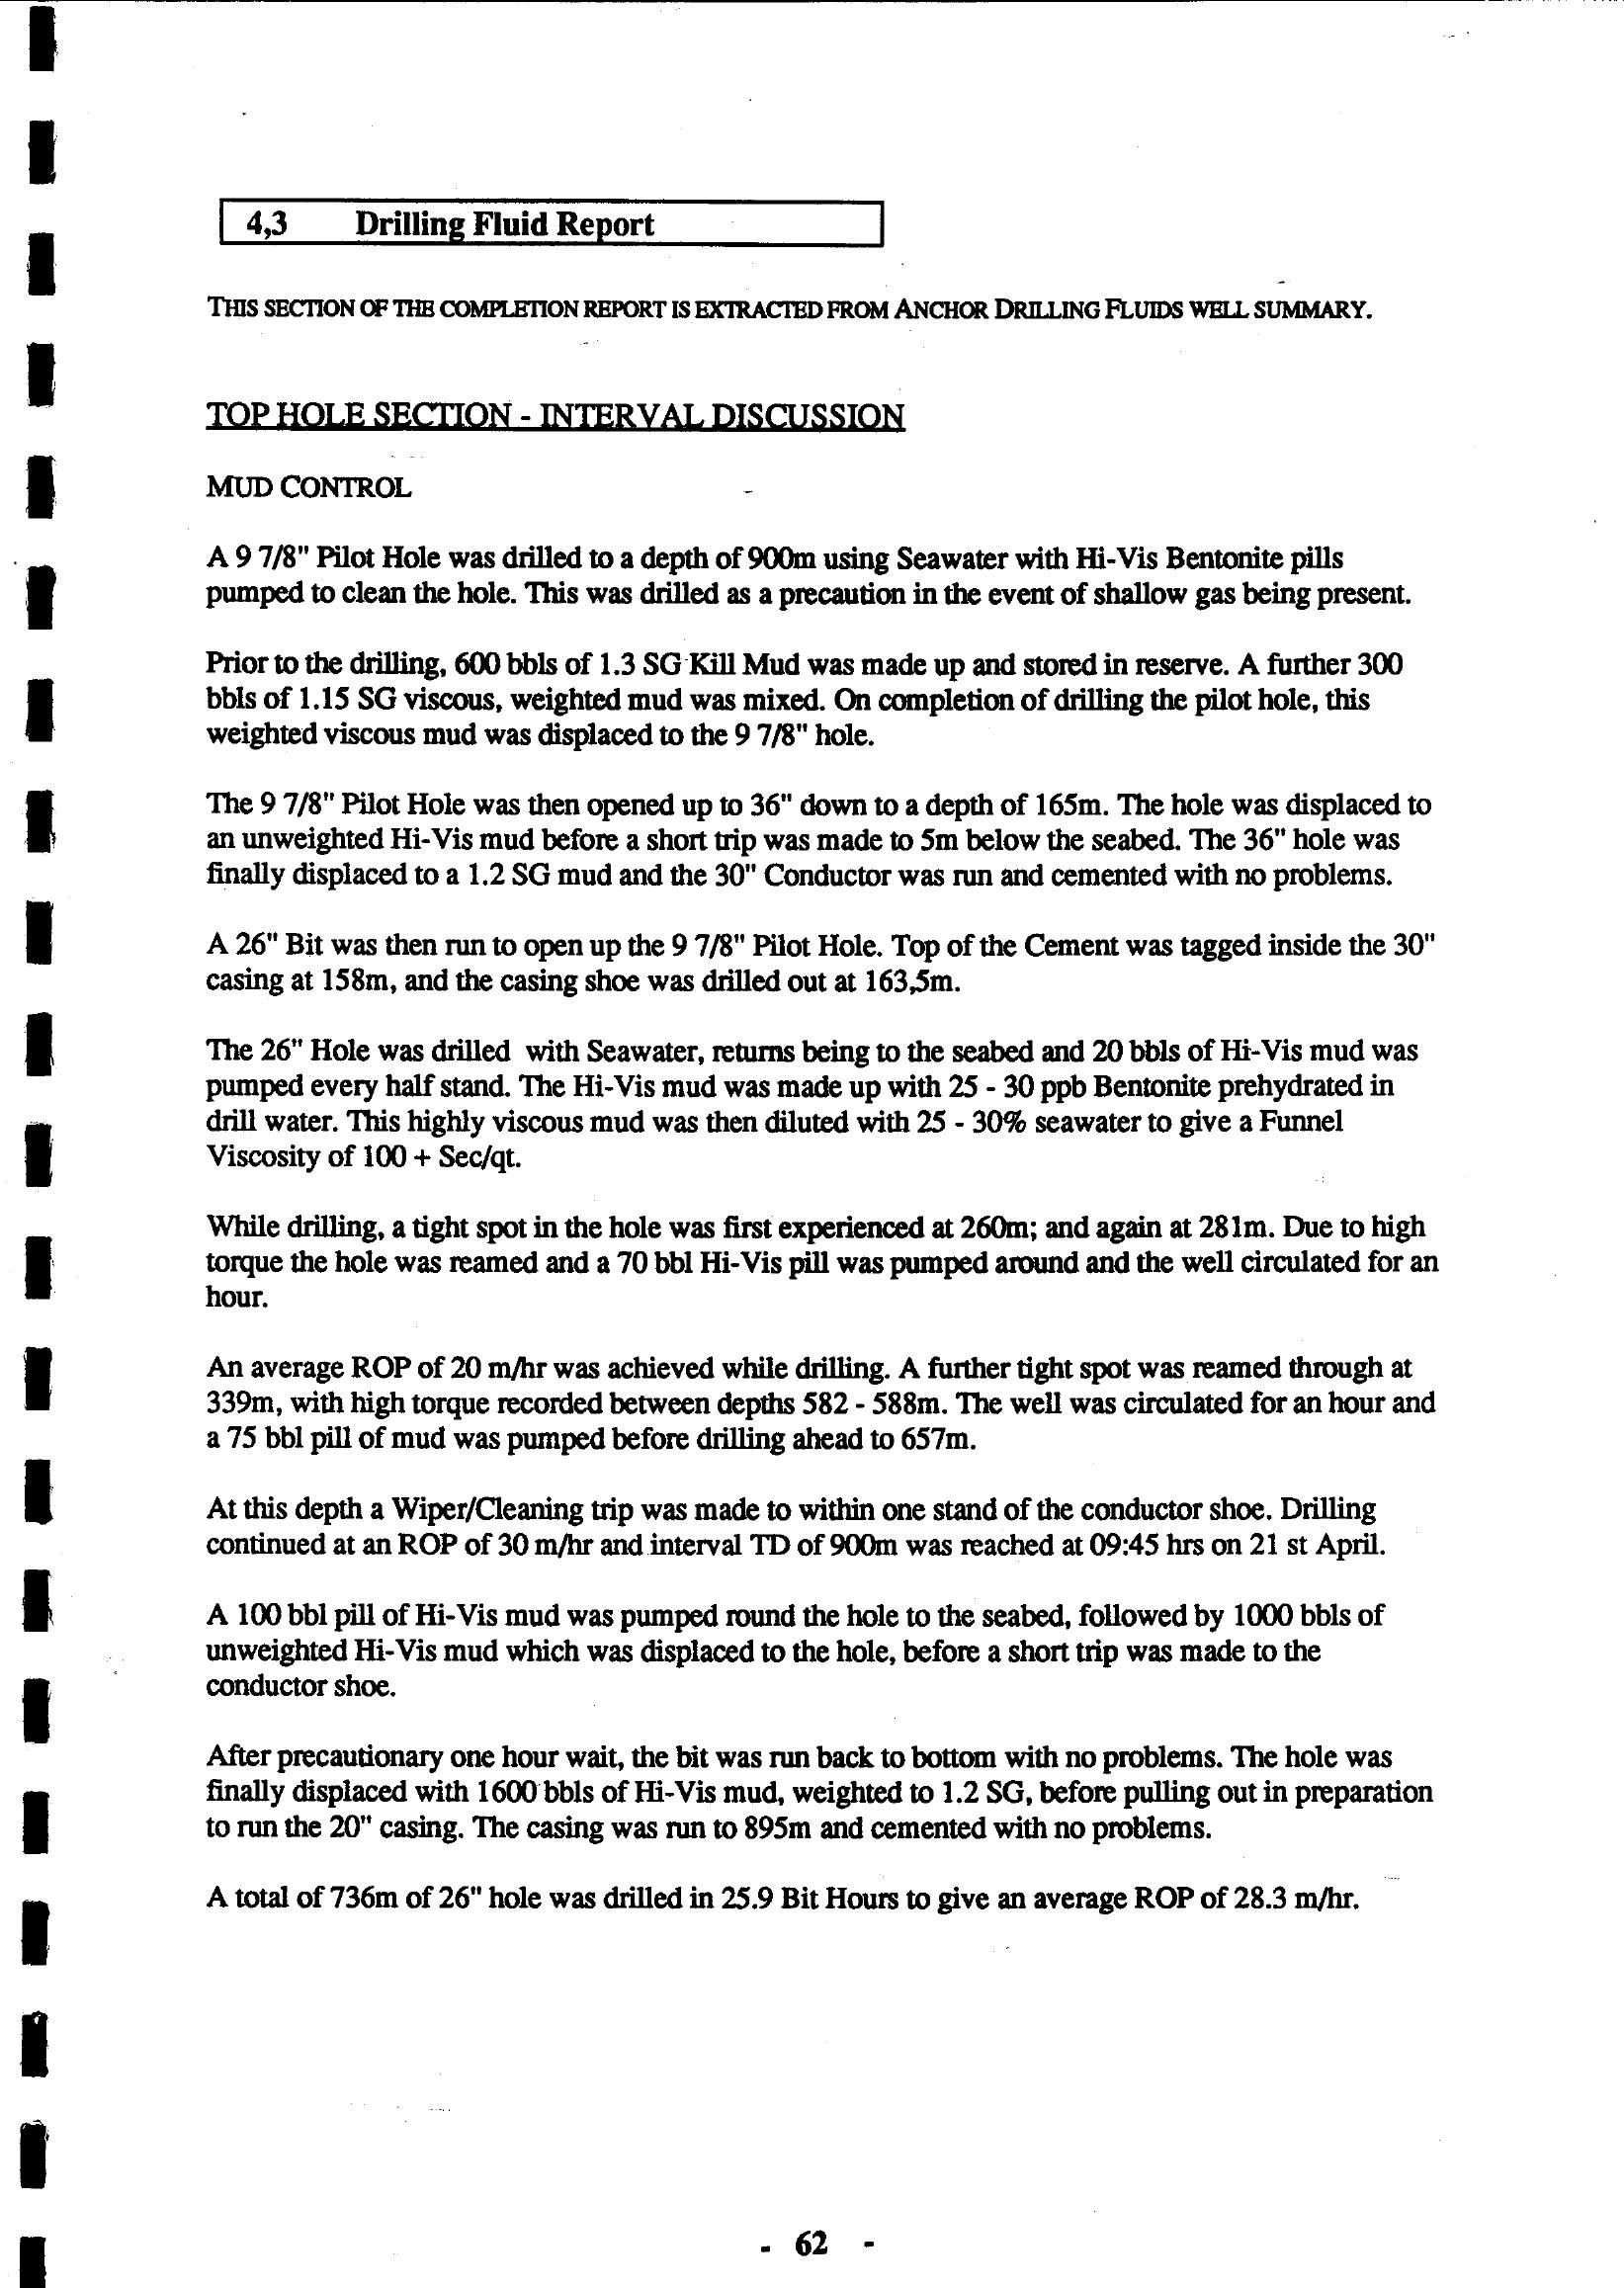 4,3 Drilling Fluid Report
THIS SECTION OF THE COMPLETION REPORT IS EXTRACTED FROM ANCHOR DRILLING FLUIDS WELL SUMMARY.
TOP HOLE SECTION - INTERVAL DISCUSSION
MUD CONTROL
A 9 7/8" Pilot Hole was drilled to a depth of 900m using Seawater with Hi-Vis Bentonite pills
pumped to clean the hole. This was drilled as a precaution in the event of shallow gas being present.
Prior to the drilling, 600 bbls of 1.3 SG Kill Mud was made up and stored in reserve. A further 300
bbls of 1.15 SG viscous, weighted mud was mixed. On completion of drilling the pilot hole, this
weighted viscous mud was displaced to the 9 7/8" hole.
The 9 7/8" Pilot Hole was then opened up to 36" down to a depth of 165m. The hole was displaced to
an unweighted Hi-Vis mud before a short trip was made to 5m below the seabed. The 36" hole was
finally displaced to a 1.2 SG mud and the 30" Conductor was run and cemented with no problems.
A 26" Bit was then run to open up the 9 7/8" Pilot Hole. Top of the Cement was tagged inside the 30"
casing at 158m, and the casing shoe was drilled out at 163,5m.
The 26" Hole was drilled with Seawater, returns being to the seabed and 20 bbls of Hi-Vis mud was
pumped every half stand. The Hi-Vis mud was made up with 25 - 30 ppb Bentonite prehydrated in
drill water. This highly viscous mud was then diluted with 25 - 30% seawater to give a Funnel
Viscosity of 100 + Sec/qt.
While drilling, a tight spot in the hole was first experienced at 260m; and again at 281m. Due to high
torque the hole was reamed and a 70 bbl Hi-Vis pill was pumped around and the well circulated for an
hour.
An average ROP of 20 m/hr was achieved while drilling. A further tight spot was reamed through at
339m, with high torque recorded between depths 582 - 588m. The well was circulated for an hour and
a 75 bbl pill of mud was pumped before drilling ahead to 657m.
At this depth a Wiper/Cleaning trip was made to within one stand of the conductor shoe. Drilling
continued at an ROP of 30 m/hr and interval TD of 900m was reached at 09:45 hrs on 21 st April.
A 100 bbl pill of Hi-Vis mud was pumped round the hole to the seabed, followed by 1000 bbls of
unweighted Hi-Vis mud which was displaced to the hole, before a short trip was made to the
conductor shoe.
After precautionary one hour wait, the bit was run back to bottom with no problems. The hole was
finally displaced with 1600 bbls of Hi-Vis mud, weighted to 1.2 SG, before pulling out in preparation
to run the 20" casing. The casing was run to 895m and cemented with no problems.
A total of 736m of 26" hole was drilled in 25.9 Bit Hours to give an average ROP of 28.3 m/hr.
- 62 -